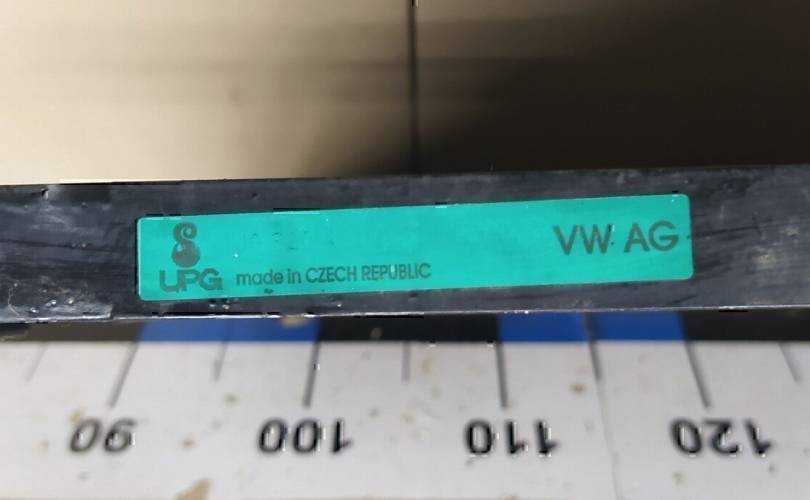 UPG made in CZECH REPUBLIC VW AG
90 100 110 120